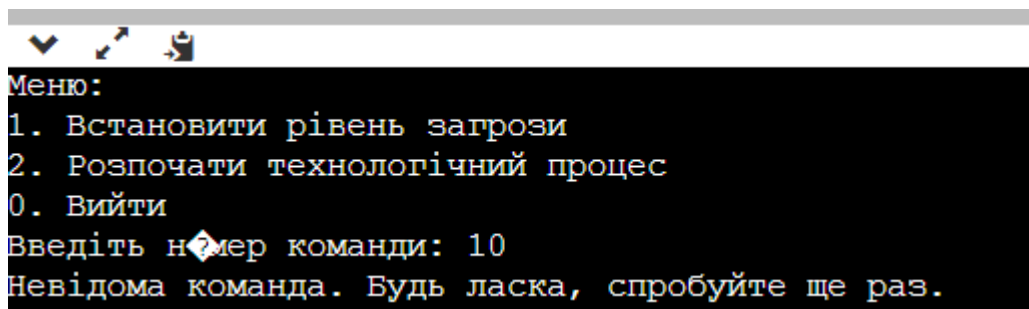 Меню:
1. Встановити рівень загрози
2. Розпочати технологічний процес
0. Вийти
Введіть н�мер команди: 10
Невідома команда. Будь ласка, спробуйте ще раз.